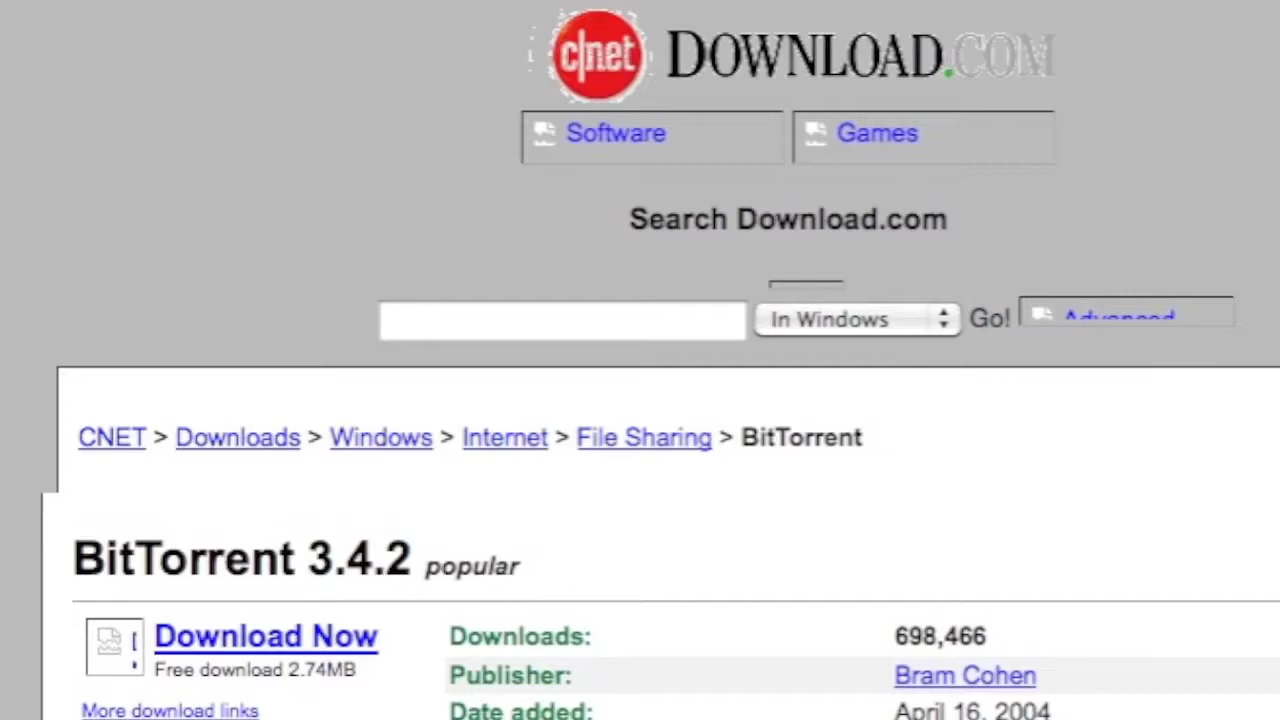 c|net DOWNLOAD.COM
Software Games
Search Download.com
In Windows Go! Advanced
CNET > Downloads > Windows > Internet > File Sharing > BitTorrent
BitTorrent 3.4.2 popular
Download Now Downloads: 698,466
Free download 2.74MB Publisher: Bram Cohen
More download links Date added: April 16, 2004